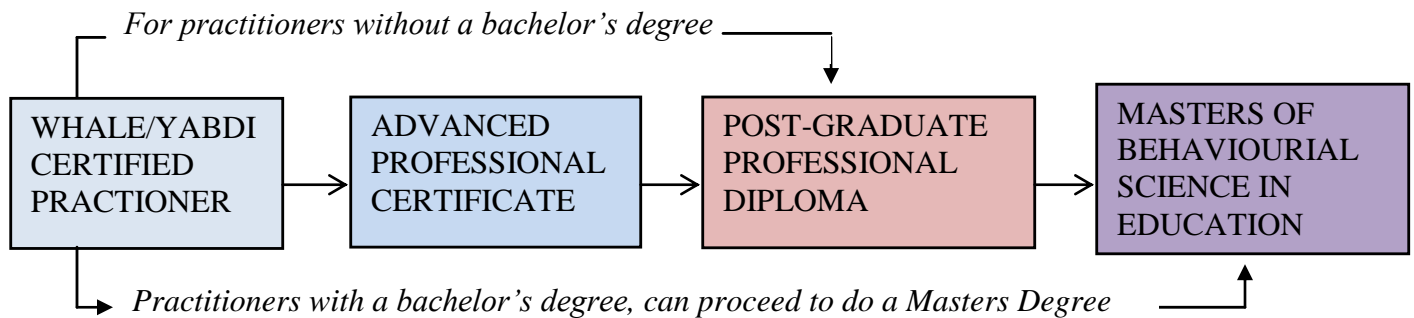 For practitioners without a bachelor’s degree
WHALE/YABDI
CERTIFIED
PRACTIONER
ADVANCED
PROFESSIONAL
CERTIFICATE
POST-GRADUATE
PROFESSIONAL
DIPLOMA
MASTERS OF
BEHAVIOURIAL
SCIENCE IN
EDUCATION
Practitioners with a bachelor’s degree, can proceed to do a Masters Degree